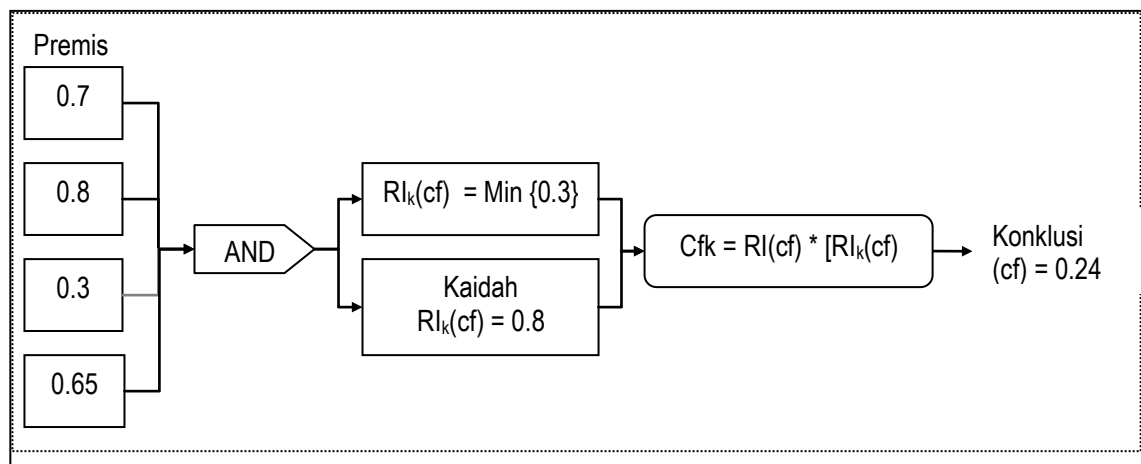 Premis
0.7
0.8
0.3
0.65
AND
RIₖ(cf) = Min {0.3}
Kaidah
RIₖ(cf) = 0.8
Cfk = RI(cf) * [RIₖ(cf)
Konklusi
(cf) = 0.24